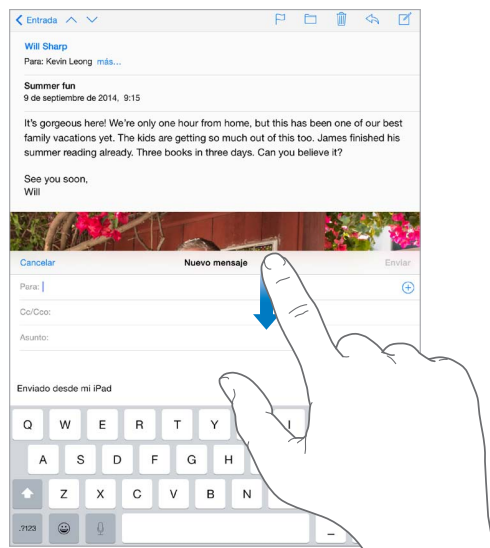 Entrada
Will Sharp
Para: Kevin Leong más...
Summer fun
9 de septiembre de 2014, 9:15
It's gorgeous here! We're only one hour from home, but this has been one of our best
family vacations yet. The kids are getting so much out of this too. James finished his
summer reading already. Three books in three days. Can you believe it?
See you soon,
Will
Cancelar Nuevo mensaje Enviar
Para:
Cc/Cco:
Asunto:
Enviado desde mi iPad
Q W E R T Y I
A S D F G H
Z X C V B N
.?123